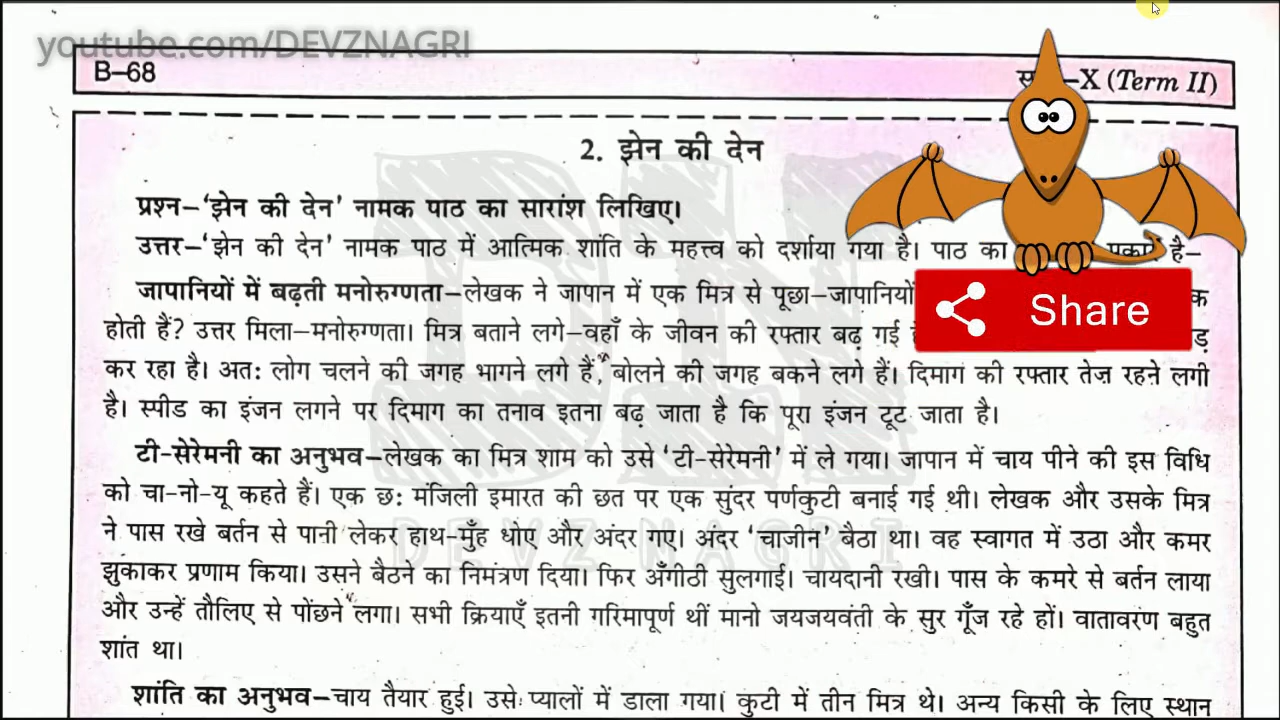 youtube.com/DEVZNAGRI
B–68
–X (Term II)
2. झेन की देन
प्रश्न–‘झेन की देन’ नामक पाठ का सारांश लिखिए।
उत्तर–‘झेन की देन’ नामक पाठ में आत्मिक शांति के महत्त्व को दर्शाया गया है। पाठ का है–
जापानियों में बढ़ती मनोरुग्णता–लेखक ने जापान में एक मित्र से पूछा–जापानियों
Share
होती हैं? उत्तर मिला–मनोरुग्णता। मित्र बताने लगे–वहाँ के जीवन की रफ्तार बढ़ गई
कर रहा है। अतः लोग चलने की जगह भागने लगे हैं, बोलने की जगह बकने लगे हैं। दिमाग की रफ्तार तेज रहने लगी
है। स्पीड का इंजन लगने पर दिमाग का तनाव इतना बढ़ जाता है कि पूरा इंजन टूट जाता है।
टी-सेरेमनी का अनुभव–लेखक का मित्र शाम को उसे ‘टी-सेरेमनी’ में ले गया। जापान में चाय पीने की इस विधि
को चा-नो-यू कहते हैं। एक छः मंजिली इमारत की छत पर एक सुंदर पर्णकुटी बनाई गई थी। लेखक और उसके मित्र
ने पास रखे बर्तन से पानी लेकर हाथ-मुँह धोए और अंदर गए। अंदर ‘चाजीन’ बैठा था। वह स्वागत में उठा और कमर
झुकाकर प्रणाम किया। उसने बैठने का निमंत्रण दिया। फिर अँगीठी सुलगाई। चायदानी रखी। पास के कमरे से बर्तन लाया
और उन्हें तौलिए से पोंछने लगा। सभी क्रियाएँ इतनी गरिमापूर्ण थीं मानो जयजयवंती के सुर गूँज रहे हों। वातावरण बहुत
शांत था।
शांति का अनुभव–चाय तैयार हुई। उसे प्यालों में डाला गया। कुटी में तीन मित्र थे। अन्य किसी के लिए स्थान
DEVZ NAGRI